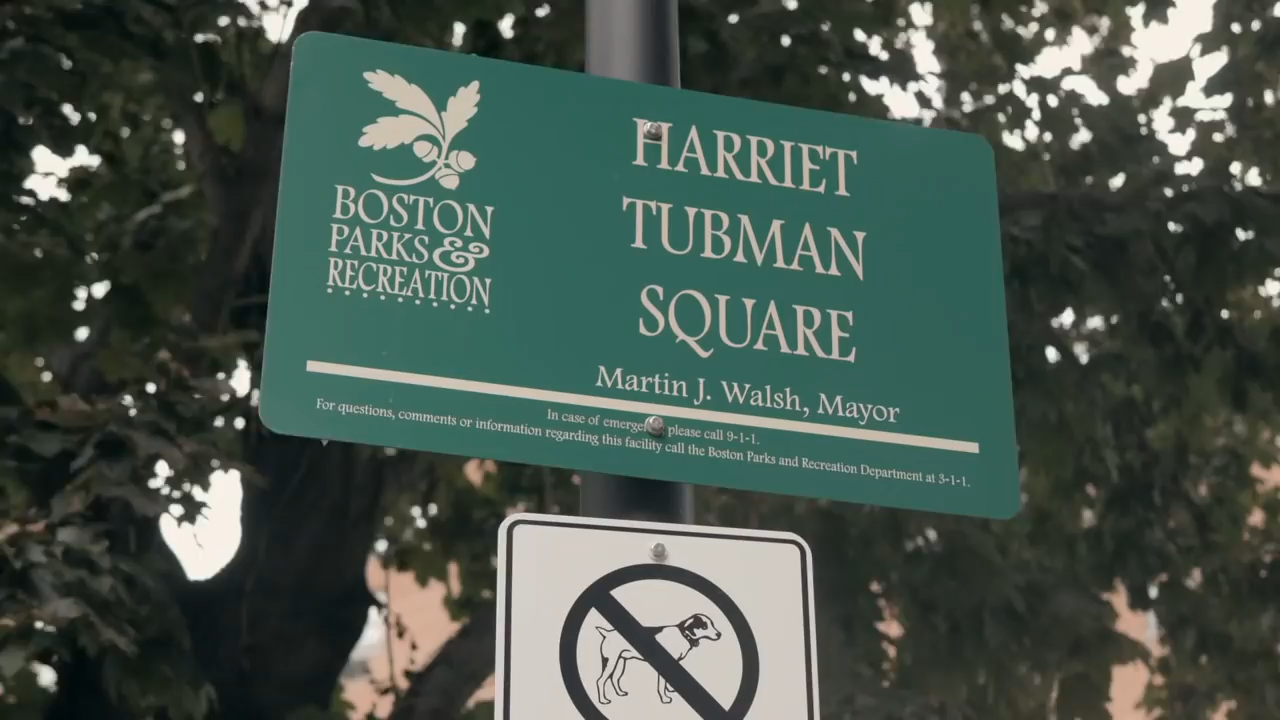 BOSTON
PARKS &
RECREATION
HARRIET
TUBMAN
SQUARE
Martin J. Walsh, Mayor
In case of emerge please call 9-1-1.
For questions, comments or information regarding this facility call the Boston Parks and Recreation Department at 3-1-1.